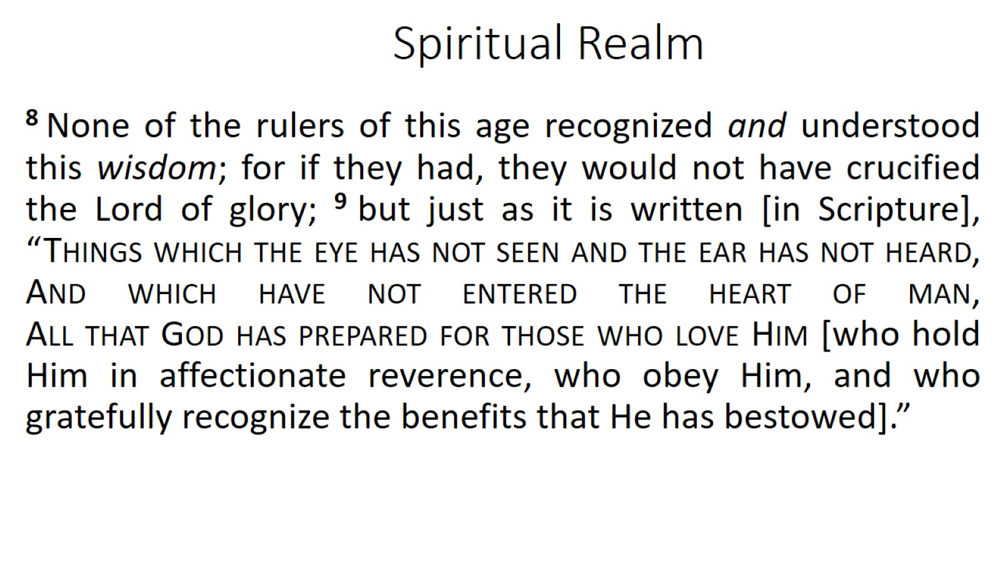 Spiritual Realm
8 None of the rulers of this age recognized and understood
this wisdom; for if they had, they would not have crucified
the Lord of glory; 9 but just as it is written [in Scripture],
“THINGS WHICH THE EYE HAS NOT SEEN AND THE EAR HAS NOT HEARD,
AND WHICH HAVE NOT ENTERED THE HEART OF MAN,
ALL THAT GOD HAS PREPARED FOR THOSE WHO LOVE HIM [who hold
Him in affectionate reverence, who obey Him, and who
gratefully recognize the benefits that He has bestowed].”